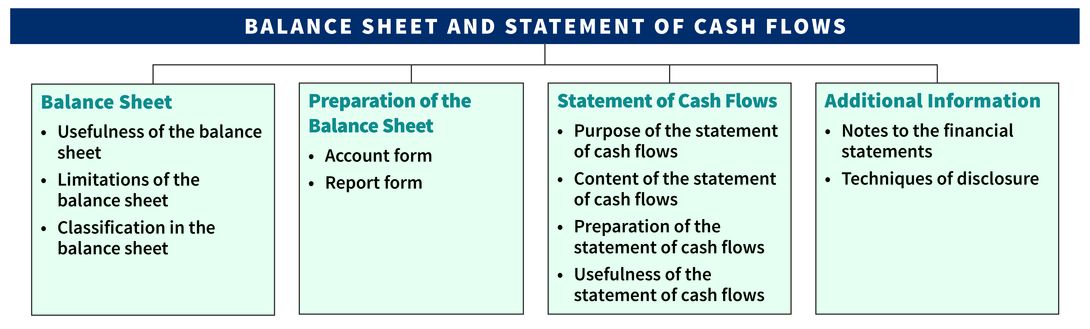 BALANCE SHEET AND STATEMENT OF CASH FLOWS
Balance Sheet
• Usefulness of the balance
sheet
• Limitations of the
balance sheet
• Classification in the
balance sheet
Preparation of the
Balance Sheet
• Account form
• Report form
Statement of Cash Flows
• Purpose of the statement
of cash flows
• Content of the statement
of cash flows
• Preparation of the
statement of cash flows
• Usefulness of the
statement of cash flows
Additional Information
• Notes to the financial
statements
• Techniques of disclosure